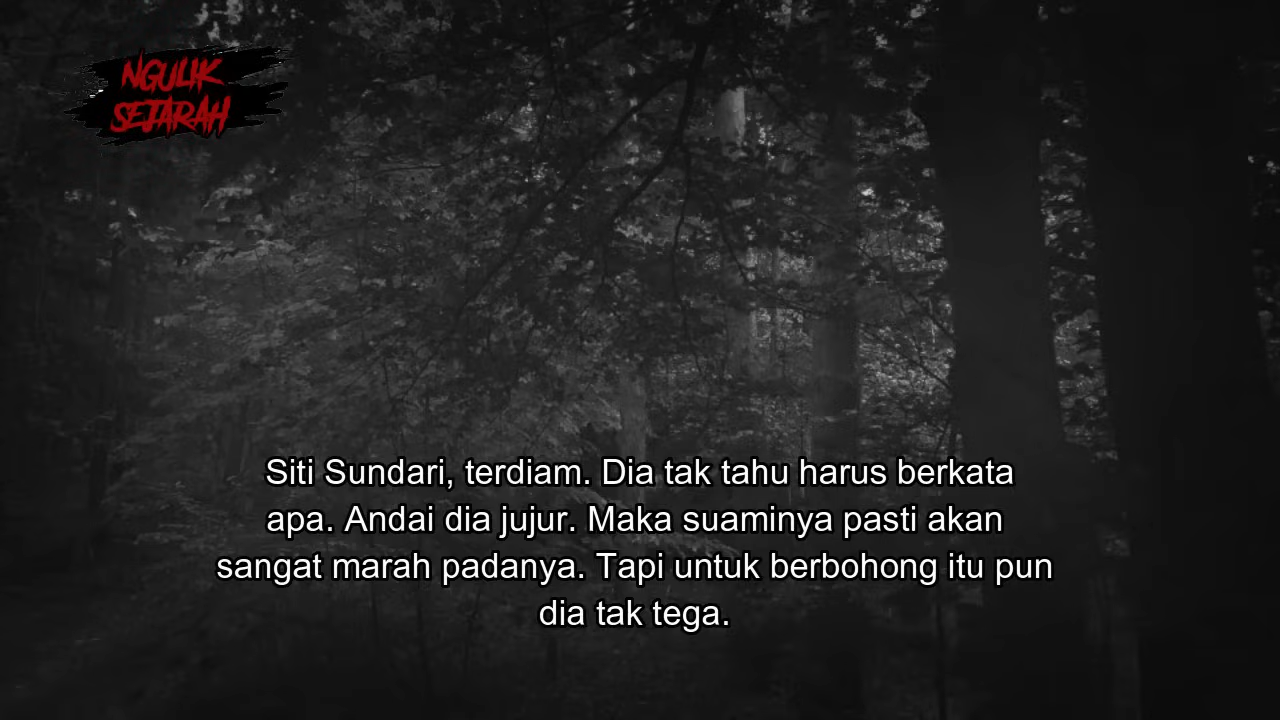 NGULIK
SEJARAH
Siti Sundari, terdiam. Dia tak tahu harus berkata
apa. Andai dia jujur. Maka suaminya pasti akan
sangat marah padanya. Tapi untuk berbohong itu pun
dia tak tega.